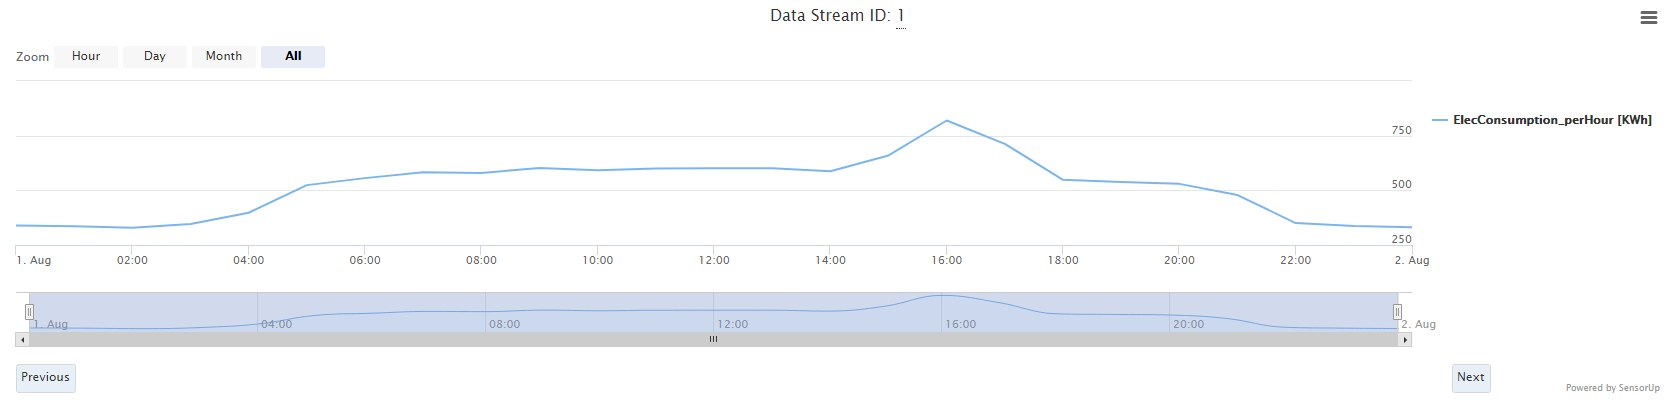 Data Stream ID: 1
Zoom Hour Day Month All
ElecConsumption_perHour [KWh]
750
500
250
1. Aug 02:00 04:00 06:00 08:00 10:00 12:00 14:00 16:00 18:00 20:00 22:00 2. Aug
1. Aug 04:00 08:00 12:00 16:00 20:00 2. Aug
Previous Next
Powered by SensorUp